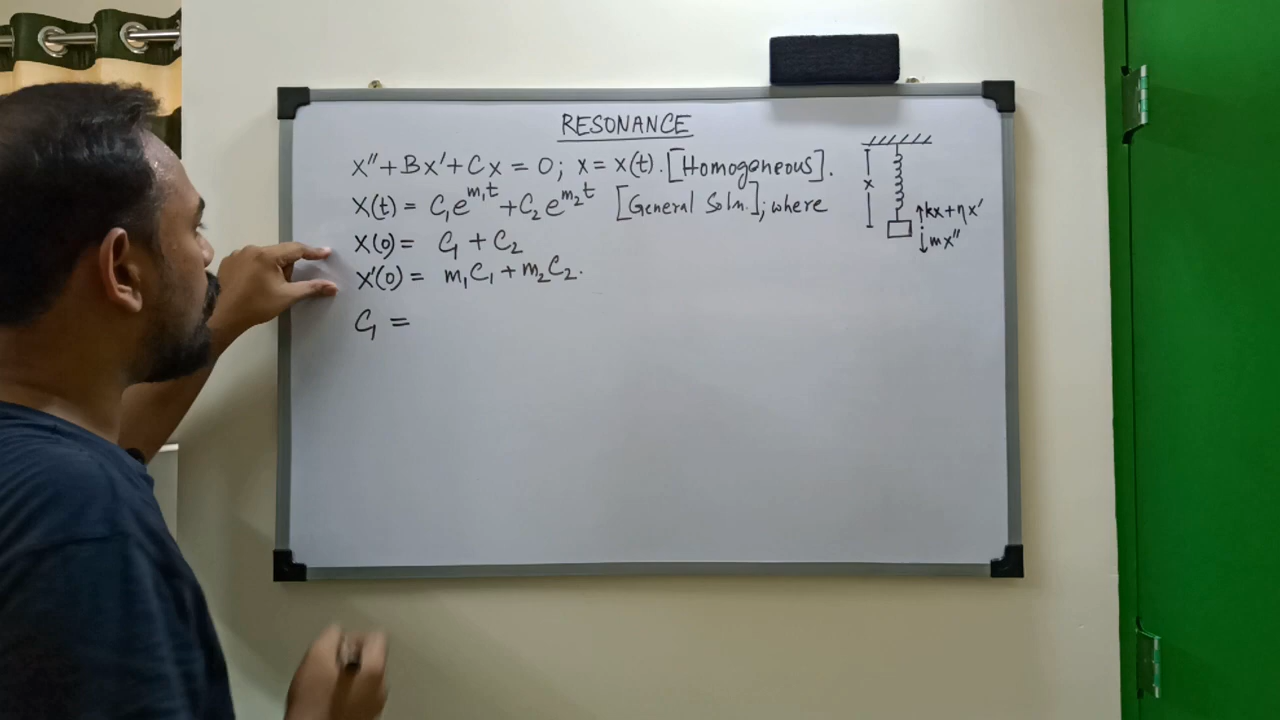 RESONANCE
x'' + Bx' + Cx = 0; x = x(t). [Homogeneous].
x(t) = C₁e^{m₁t} + C₂e^{m₂t} [General Soln.]; where
x(0) = C₁ + C₂
x'(0) = m₁C₁ + m₂C₂.
C₁ =
x
kx + ηx'
mx''